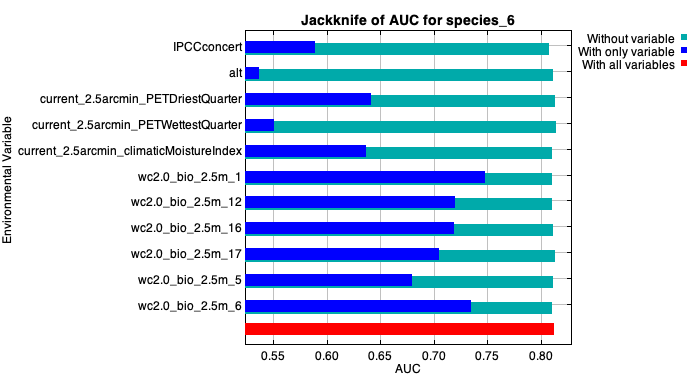 Jackknife of AUC for species_6
Without variable
With only variable
With all variables
Environmental Variable
IPCCconcert
alt
current_2.5arcmin_PETDriestQuarter
current_2.5arcmin_PETWettestQuarter
current_2.5arcmin_climaticMoistureIndex
wc2.0_bio_2.5m_1
wc2.0_bio_2.5m_12
wc2.0_bio_2.5m_16
wc2.0_bio_2.5m_17
wc2.0_bio_2.5m_5
wc2.0_bio_2.5m_6
0.55 0.60 0.65 0.70 0.75 0.80
AUC